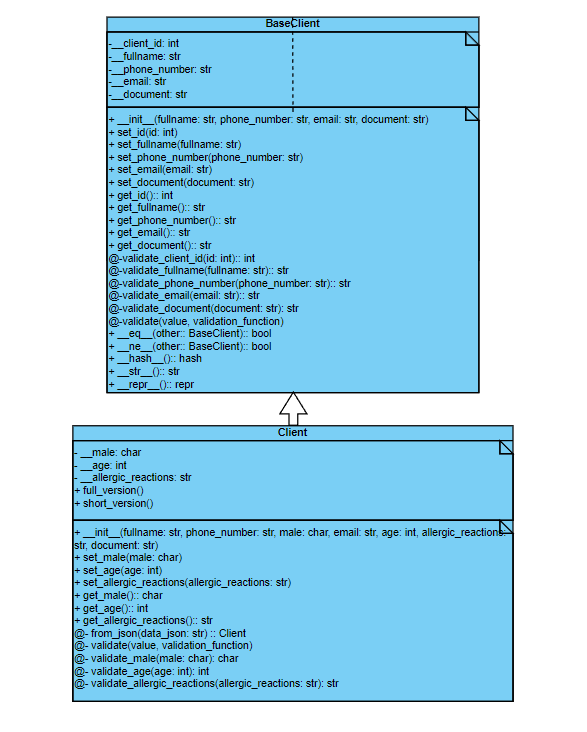 BaseClient
-__client_id: int
-__fullname: str
-__phone_number: str
-__email: str
-__document: str
+ __init__(fullname: str, phone_number: str, email: str, document: str)
+ set_id(id: int)
+ set_fullname(fullname: str)
+ set_phone_number(phone_number: str)
+ set_email(email: str)
+ set_document(document: str)
+ get_id():: int
+ get_fullname():: str
+ get_phone_number():: str
+ get_email():: str
+ get_document():: str
@-validate_client_id(id: int):: int
@-validate_fullname(fullname: str):: str
@-validate_phone_number(phone_number: str):: str
@-validate_email(email: str):: str
@-validate_document(document: str): str
@-validate(value, validation_function)
+ __eq__(other:: BaseClient):: bool
+ __ne__(other:: BaseClient):: bool
+ __hash__():: hash
+ __str__():: str
+ __repr__():: repr
Client
- __male: char
- __age: int
- __allergic_reactions: str
+ full_version()
+ short_version()
+ __init__(fullname: str, phone_number: str, male: char, email: str, age: int, allergic_reactions:
str, document: str)
+ set_male(male: char)
+ set_age(age: int)
+ set_allergic_reactions(allergic_reactions: str)
+ get_male():: char
+ get_age():: int
+ get_allergic_reactions():: str
@- from_json(data_json: str) :: Client
@- validate(value, validation_function)
@- validate_male(male: char): char
@- validate_age(age: int): int
@- validate_allergic_reactions(allergic_reactions: str): str